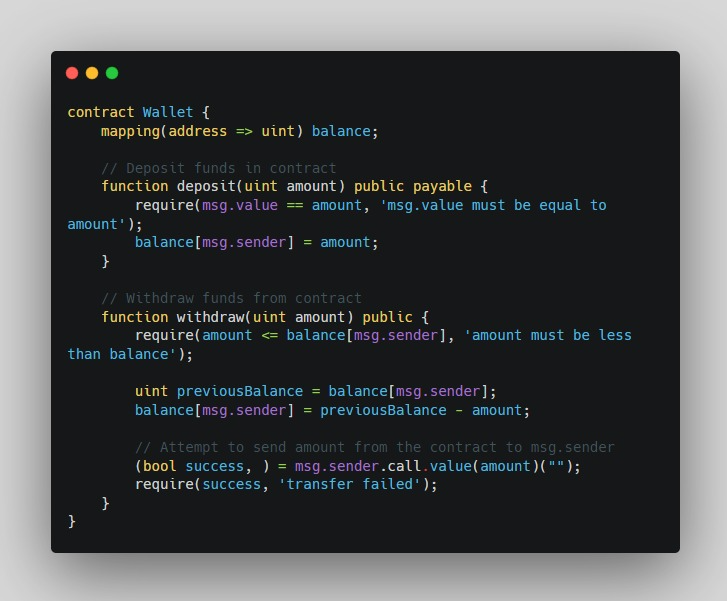 contract Wallet {
    mapping(address => uint) balance;

    // Deposit funds in contract
    function deposit(uint amount) public payable {
        require(msg.value == amount, 'msg.value must be equal to
amount');
        balance[msg.sender] = amount;
    }

    // Withdraw funds from contract
    function withdraw(uint amount) public {
        require(amount <= balance[msg.sender], 'amount must be less
than balance');

        uint previousBalance = balance[msg.sender];
        balance[msg.sender] = previousBalance - amount;

        // Attempt to send amount from the contract to msg.sender
        (bool success, ) = msg.sender.call.value(amount)("");
        require(success, 'transfer failed');
    }
}